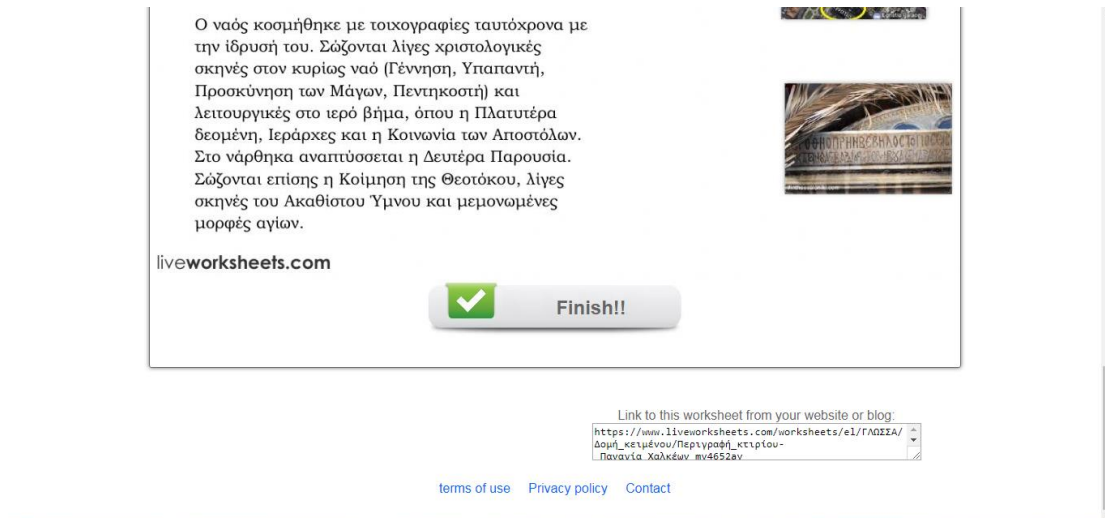 Ο ναός κοσμήθηκε με τοιχογραφίες ταυτόχρονα με
την ίδρυσή του. Σώζονται λίγες χριστολογικές
σκηνές στον κυρίως ναό (Γέννηση, Υπαπαντή,
Προσκύνηση των Μάγων, Πεντηκοστή) και
λειτουργικές στο ιερό βήμα, όπου η Πλατυτέρα
δεομένη, Ιεράρχες και η Κοινωνία των Αποστόλων.
Στο νάρθηκα αναπτύσσεται η Δευτέρα Παρουσία.
Σώζονται επίσης η Κοίμηση της Θεοτόκου, λίγες
σκηνές του Ακαθίστου Ύμνου και μεμονωμένες
μορφές αγίων.
liveworksheets.com
Finish!!
Link to this worksheet from your website or blog:
https://www.liveworksheets.com/worksheets/el/ΓΛΩΣΣΑ/
Δομή_κειμένου/Περιγραφή_κτιρίου-
_Παναγία_Χαλκέων_mv4652av
terms of use Privacy policy Contact